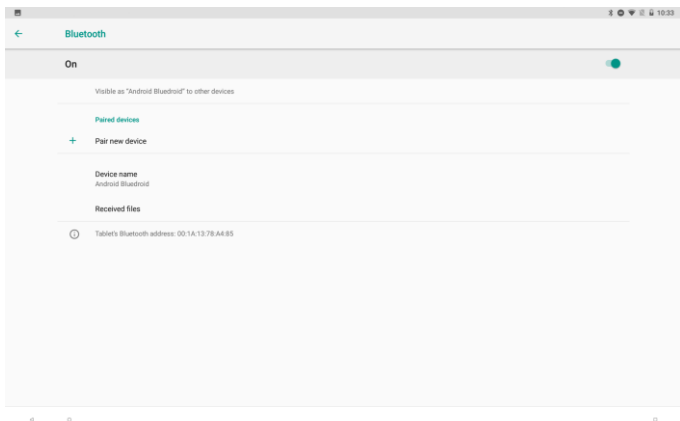 10:33
Bluetooth
On
Visible as "Android Bluedroid" to other devices
Paired devices
Pair new device
Device name
Android Bluedroid
Received files
Tablet's Bluetooth address: 00:1A:13:7B:A4:85